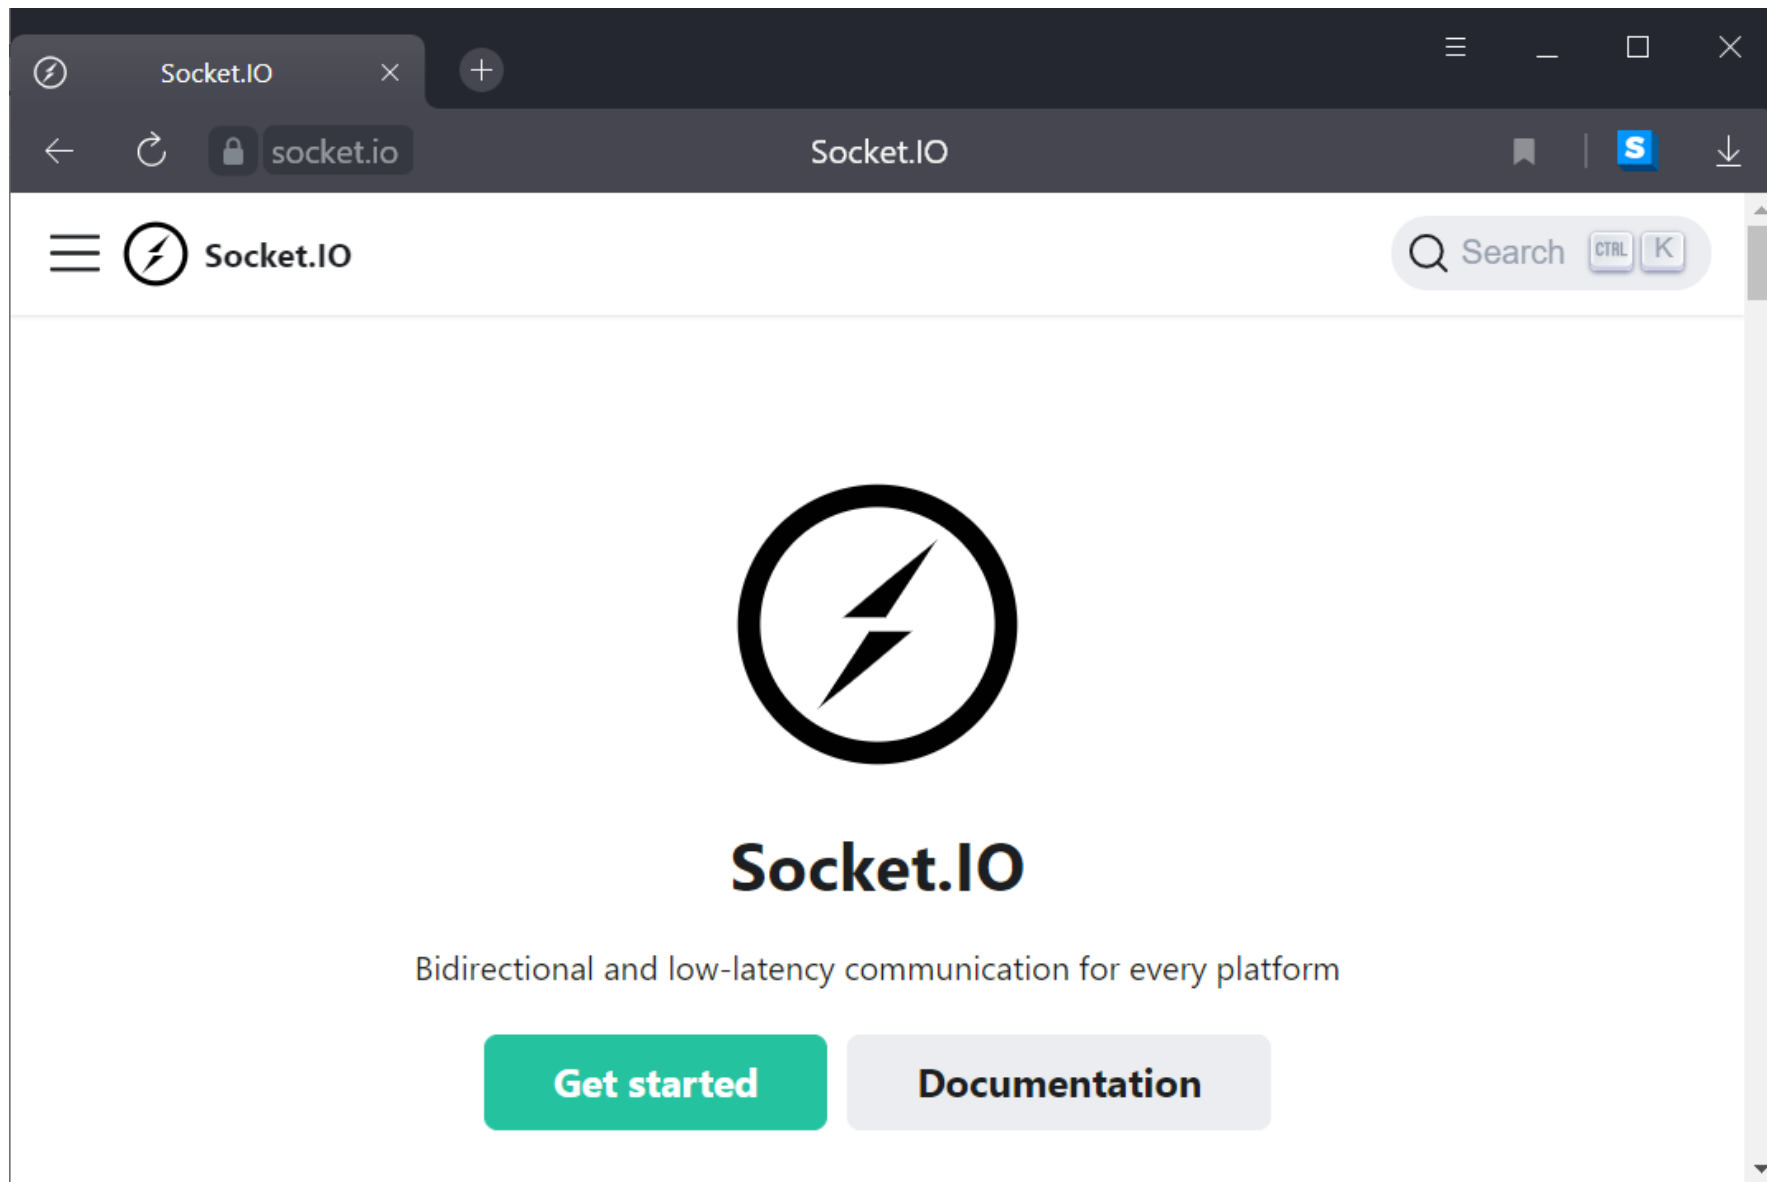 Socket.IO
socket.io
Socket.IO
S
Socket.IO
Search CTRL K
Socket.IO
Bidirectional and low-latency communication for every platform
Get started
Documentation